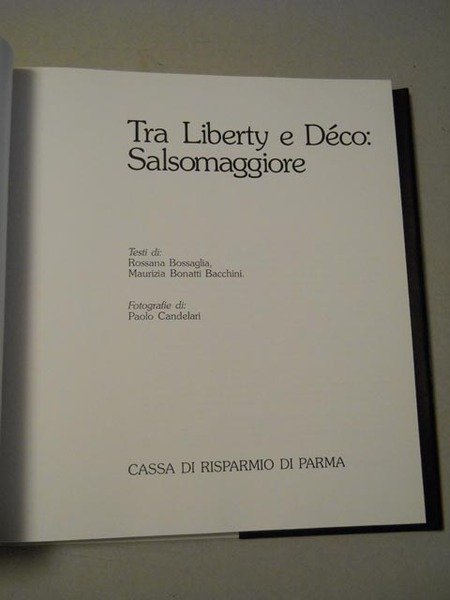 Tra Liberty e Déco:
Salsomaggiore
Testi di:
Rossana Bossaglia,
Maurizia Bonatti Bacchini.
Fotografie di:
Paolo Candelari
CASSA DI RISPARMIO DI PARMA